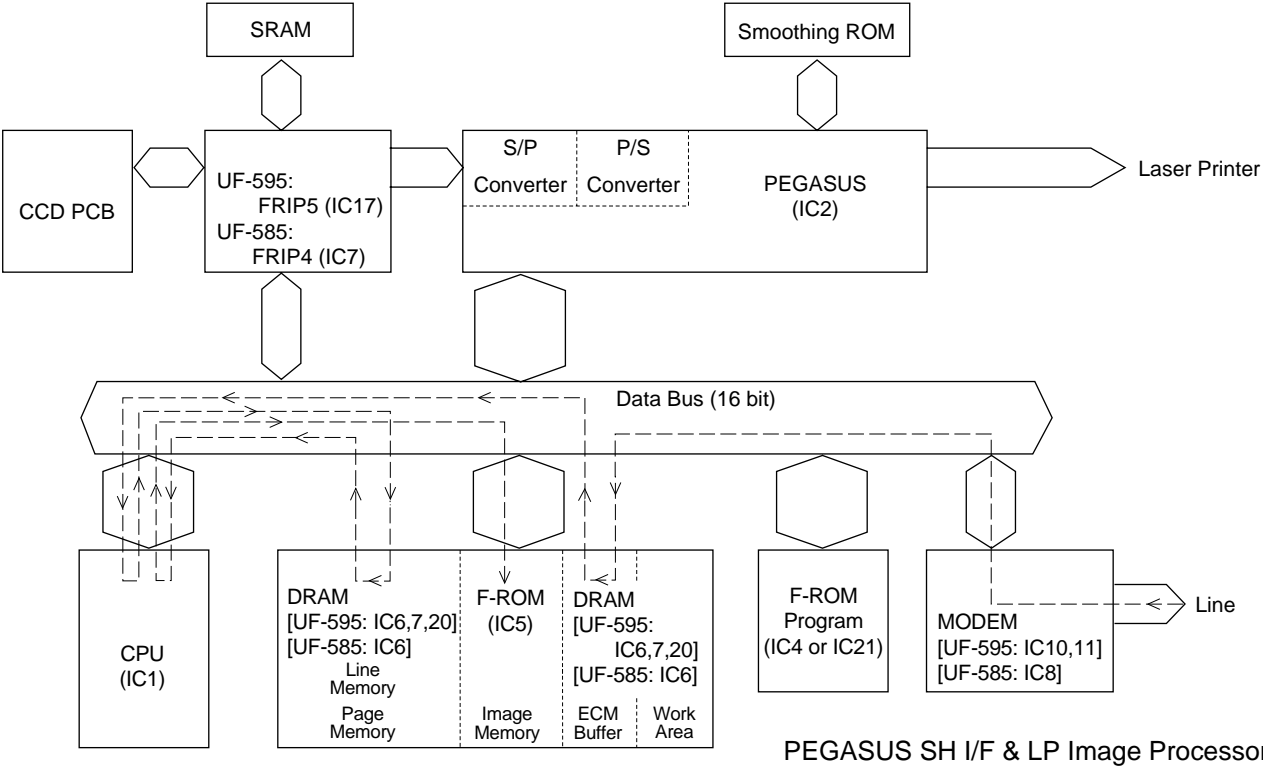 SRAM
Smoothing ROM
CCD PCB
UF-595:
FRIP5 (IC17)
UF-585:
FRIP4 (IC7)
S/P
Converter
P/S
Converter
PEGASUS
(IC2)
Laser Printer
Data Bus (16 bit)
CPU
(IC1)
DRAM
[UF-595: IC6,7,20]
[UF-585: IC6]
Line
Memory
Page
Memory
F-ROM
(IC5)
Image
Memory
DRAM
[UF-595:
IC6,7,20]
[UF-585: IC6]
ECM
Buffer
Work
Area
F-ROM
Program
(IC4 or IC21)
MODEM
[UF-595: IC10,11]
[UF-585: IC8]
Line
PEGASUS SH I/F & LP Image Processor